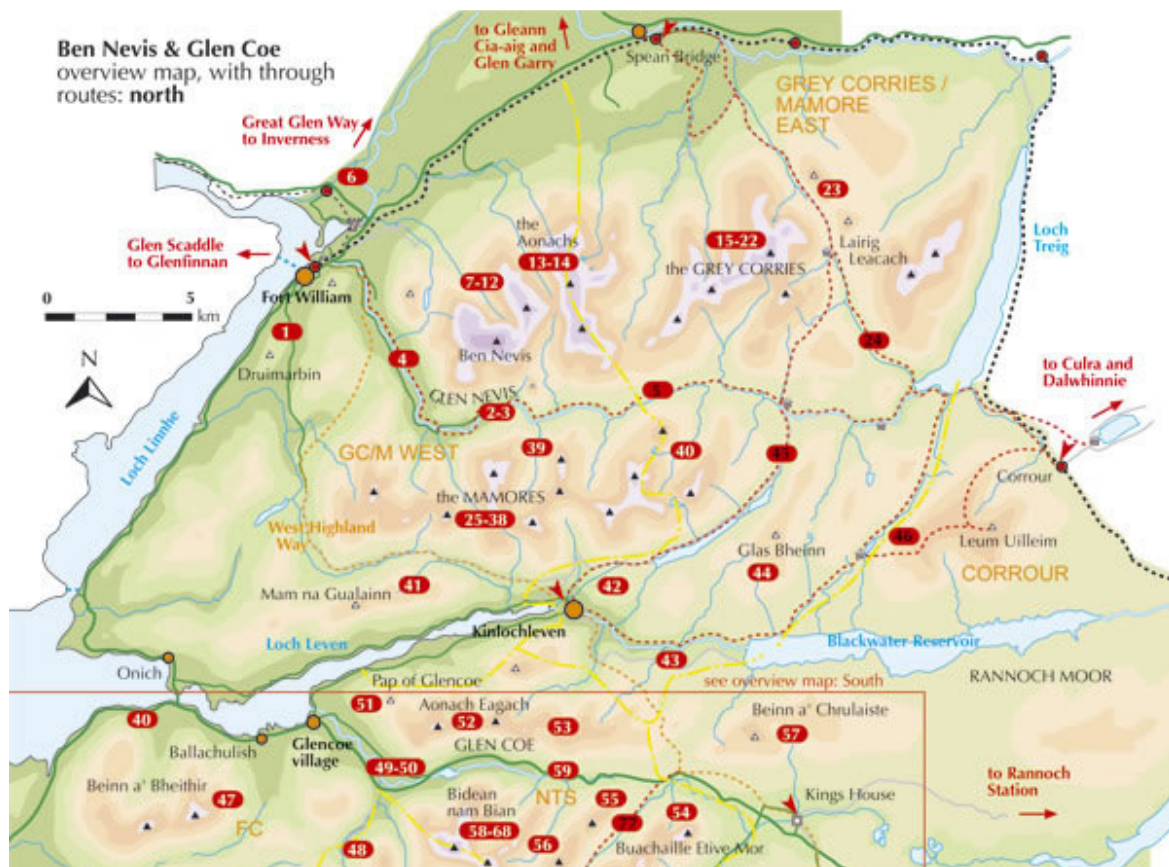 Ben Nevis & Glen Coe
overview map, with through
routes: north
to Gleann
Cia-aig and
Glen Garry
Spean Bridge
GREY CORRIES /
MAMORE
EAST
Great Glen Way
to Inverness
6
23
the
Aonachs
13-14
15-22
the GREY CORRIES
Lairig
Leacach
Loch
Treig
Glen Scaddle
to Glenfinnan
7-12
0 5
km
Fort William
1
4
Ben Nevis
24
Druimarbin
N
GLEN NEVIS
2-3
5
to Culra and
Dalwhinnie
Loch Linnhe
GC/M WEST
39
40
45
the MAMORES
25-38
Corrour
West Highland
Way
46
Leum Uilleim
Glas Bheinn
44
CORROUR
41
42
Mam na Gualainn
Kinlochleven
Loch Leven
Blackwater Reservoir
43
Onich
Pap of Glencoe
see overview map: South
RANNOCH MOOR
51
Aonach Eagach
52
53
Beinn a' Chrulaiste
57
40
GLEN COE
Ballachulish
Glencoe
village
49-50
59
to Rannoch
Station
Beinn a' Bheithir
47
FC
Bidean
nam Bian
NTS
55
54
Kings House
58-68
72
48
56
Buachaille Etive Mor